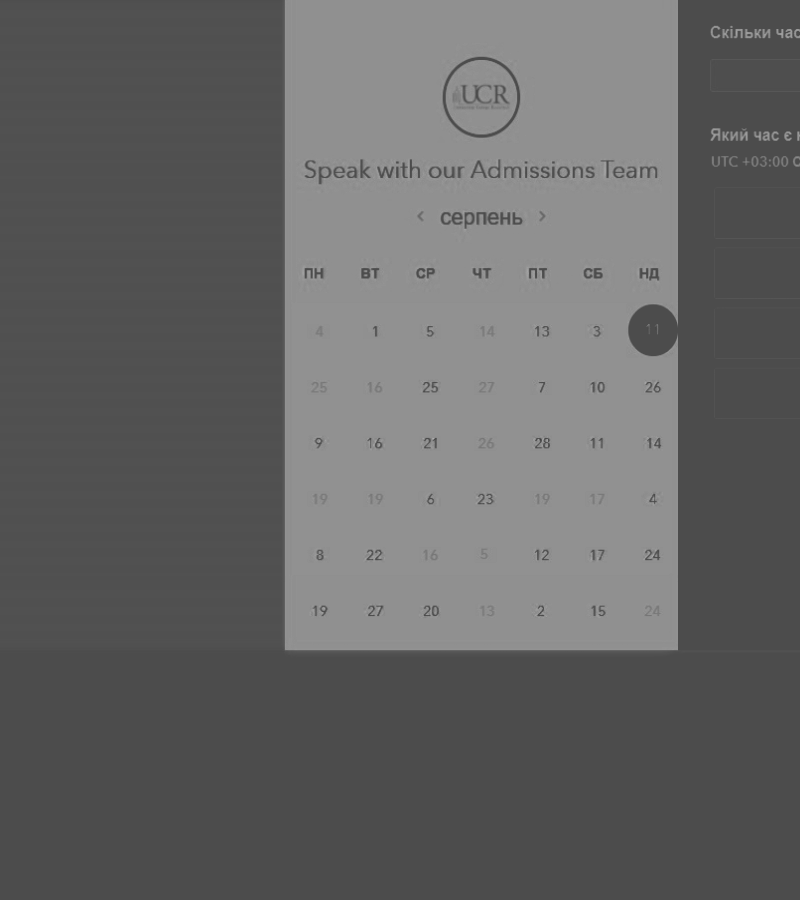 UCR
Speak with our Admissions Team
< серпень >
ПН ВТ СР ЧТ ПТ СБ НД
4 1 5 14 13 3 11
25 16 25 27 7 10 26
9 16 21 26 28 11 14
19 19 6 23 19 17 4
8 22 16 5 12 17 24
19 27 20 13 2 15 24
Скільки час
Який час є
UTC +03:00